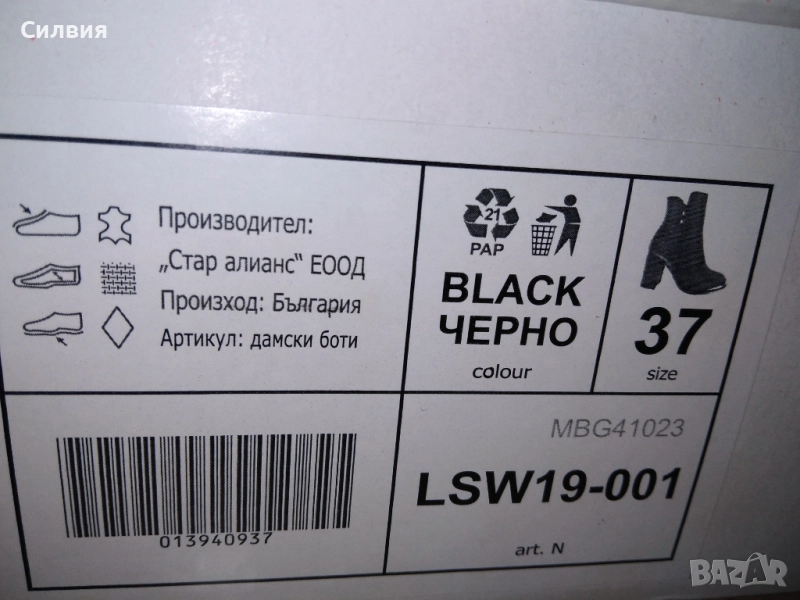 Силвия
Производител:
„Стар алианс“ ЕООД
Произход: България
Артикул: дамски боти
21
PAP
BLACK
ЧЕРНО
colour
37
size
013940937
MBG41023
LSW19-001
art. N
BAZAR